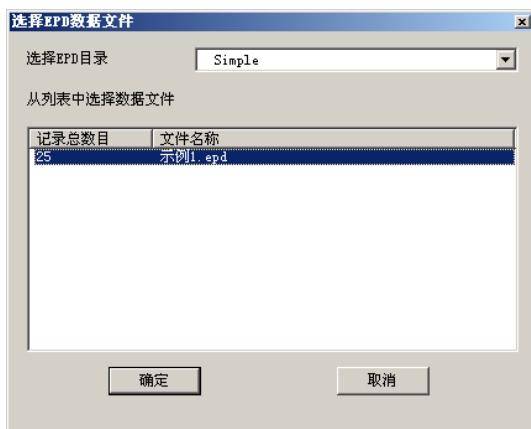 选择EPD数据文件
选择EPD目录 Simple
从列表中选择数据文件
记录总数目 文件名称
25 示例1.epd
确定 取消